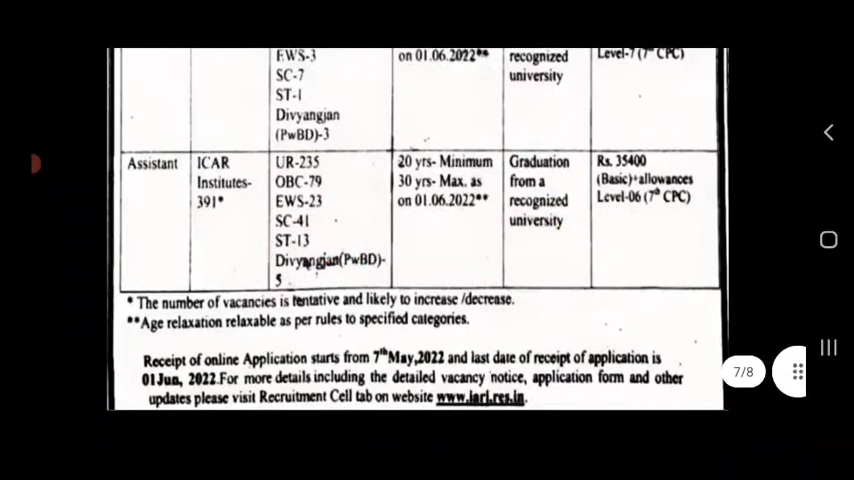 EWS-3
SC-7
ST-1
Divyangjan
(PwBD)-3
on 01.06.2022**
recognized
university
Level-7 (7th CPC)
Assistant
ICAR
Institutes-
391*
UR-235
OBC-79
EWS-23
SC-41
ST-13
Divyangjan(PwBD)-
5
20 yrs- Minimum
30 yrs- Max. as
on 01.06.2022**
Graduation
from a
recognized
university
Rs. 35400
(Basic)+allowances
Level-06 (7th CPC)
* The number of vacancies is tentative and likely to increase /decrease.
**Age relaxation relaxable as per rules to specified categories.
Receipt of online Application starts from 7thMay,2022 and last date of receipt of application is
01Jun, 2022.For more details including the detailed vacancy notice, application form and other
updates please visit Recruitment Cell tab on website www.iari.res.in.
7/8